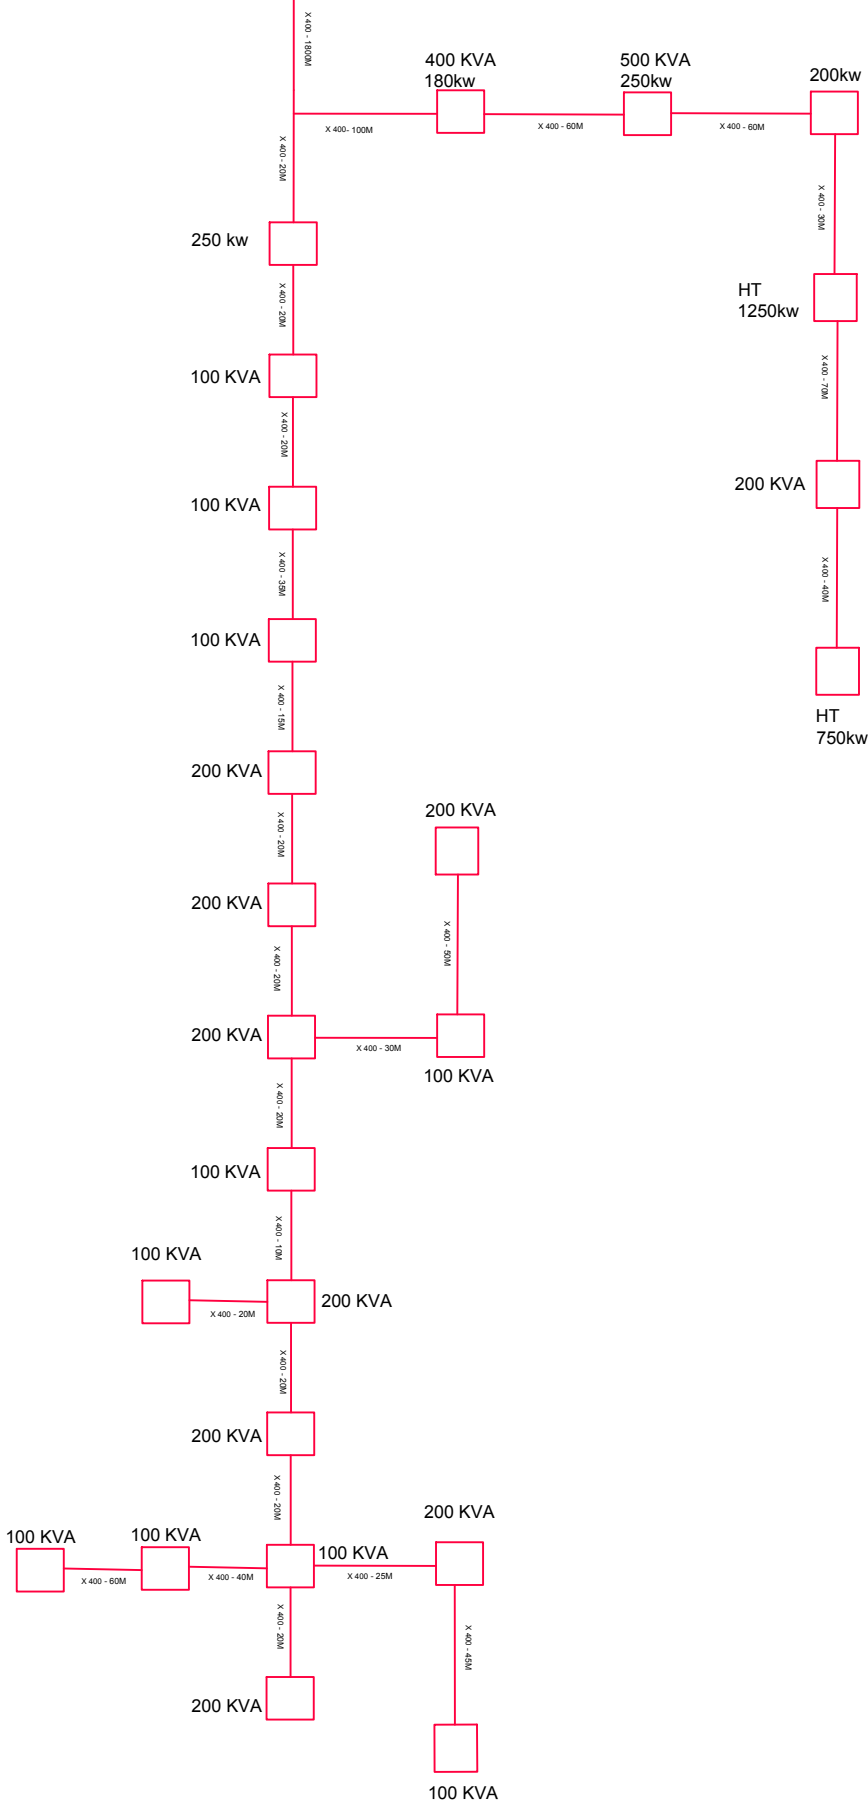 X 400 - 1800M
400 KVA
180kw
500 KVA
250kw
200kw
X 400- 100M
X 400 - 60M
X 400 - 60M
X 400 - 20M
X 400 - 30M
250 kw
X 400 - 20M
HT
1250kw
100 KVA
X 400 - 70M
X 400 - 20M
200 KVA
100 KVA
X 400 - 35M
X 400 - 40M
100 KVA
X 400 - 15M
HT
750kw
200 KVA
200 KVA
X 400 - 20M
200 KVA
X 400 - 50M
X 400 - 20M
200 KVA
X 400 - 30M
100 KVA
X 400 - 20M
100 KVA
X 400 - 10M
100 KVA
200 KVA
X 400 - 20M
X 400 - 20M
200 KVA
X 400 - 20M
200 KVA
100 KVA
100 KVA
100 KVA
X 400 - 60M
X 400 - 40M
X 400 - 25M
X 400 - 20M
X 400 - 45M
200 KVA
100 KVA